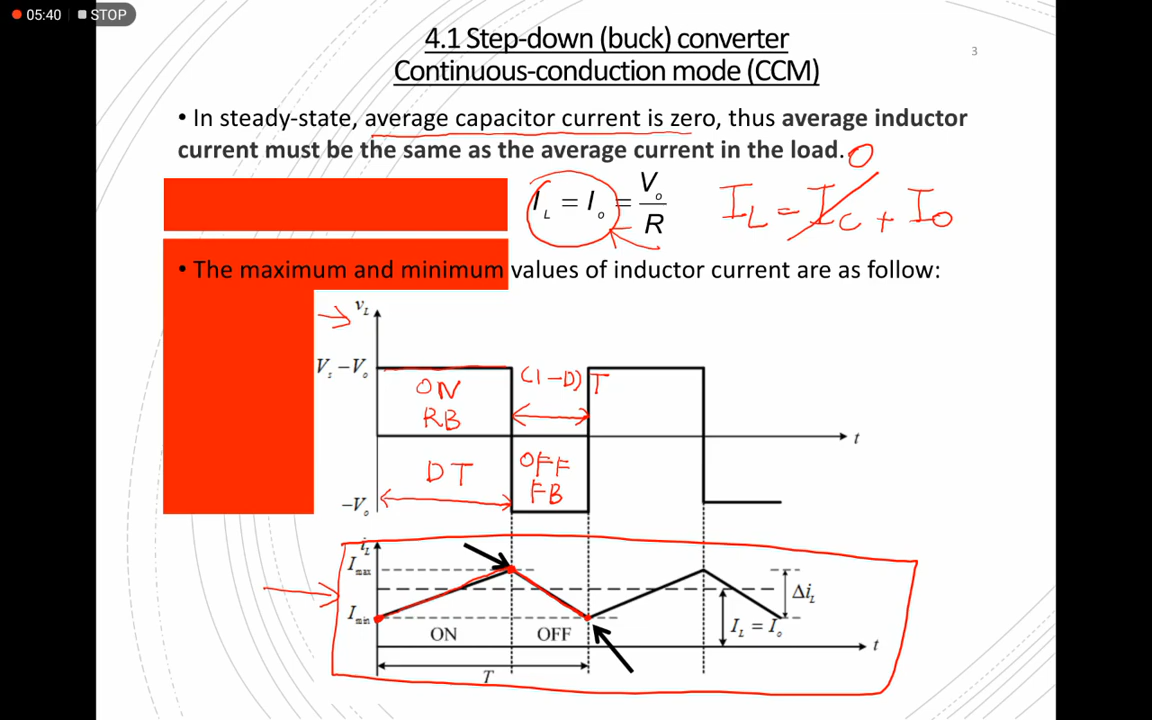 05:40 STOP
4.1 Step-down (buck) converter
Continuous-conduction mode (CCM)
3
• In steady-state, average capacitor current is zero, thus average inductor
current must be the same as the average current in the load.
I_L = I_o = V_o / R
0
I_L = I_C + I_O
• The maximum and minimum values of inductor current are as follow:
v_L
V_s – V_o
ON
RB
(1-D)T
t
DT
OFF
FB
–V_o
i_L
I_max
Δi_L
I_min
ON
OFF
I_L = I_o
t
T